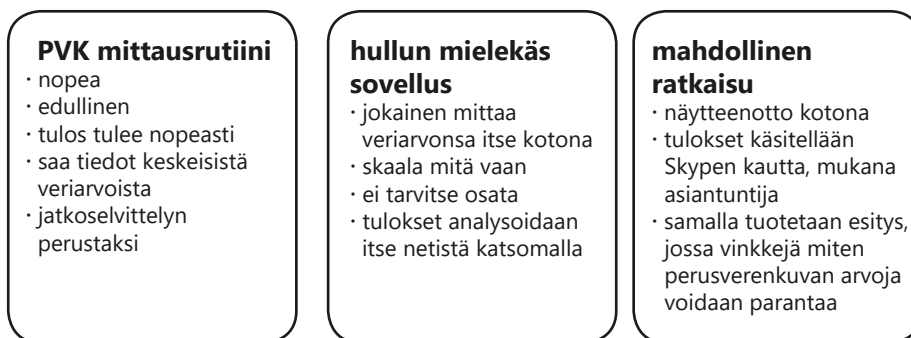 PVK mittausrutiini
· nopea
· edullinen
· tulos tulee nopeasti
· saa tiedot keskeisistä
veriarvoista
· jatkoselvittelyn
perustaksi
hullun mielekäs
sovellus
· jokainen mittaa
veriarvonsa itse kotona
· skaala mitä vaan
· ei tarvitse osata
· tulokset analysoidaan
itse netistä katsomalla
mahdollinen
ratkaisu
· näytteenotto kotona
· tulokset käsitellään
Skypen kautta, mukana
asiantuntija
· samalla tuotetaan esitys,
jossa vinkkejä miten
perusverenkuvan arvoja
voidaan parantaa